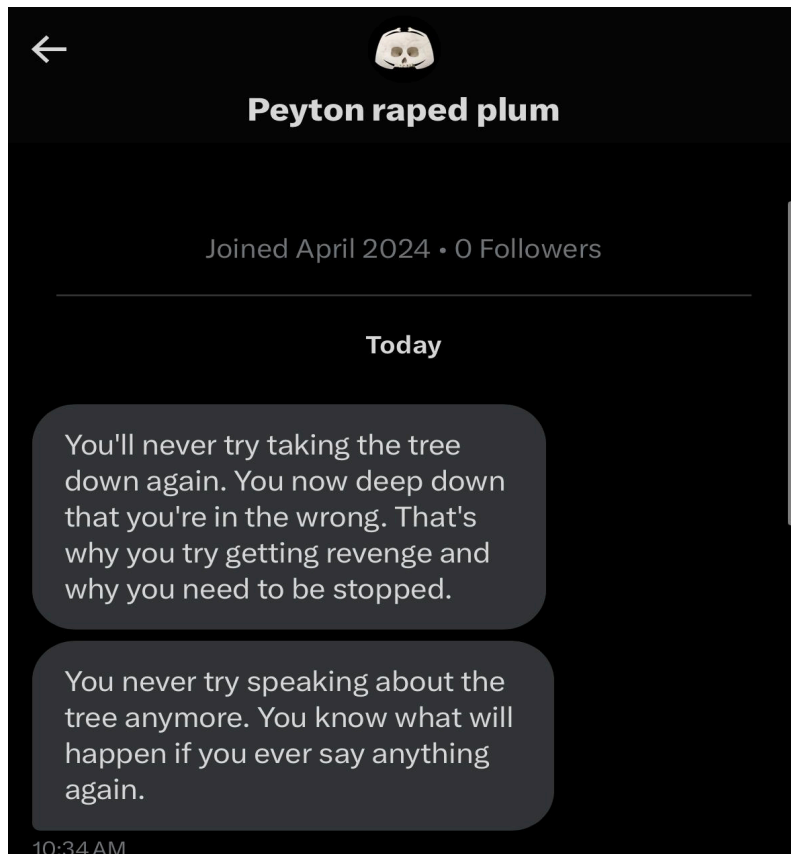 Peyton raped plum
Joined April 2024 • 0 Followers
Today
You'll never try taking the tree
down again. You now deep down
that you're in the wrong. That's
why you try getting revenge and
why you need to be stopped.
You never try speaking about the
tree anymore. You know what will
happen if you ever say anything
again.
10:34 AM